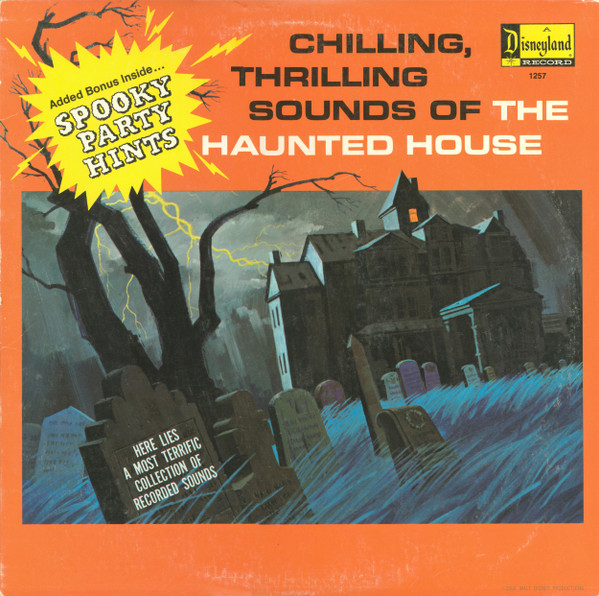 Added Bonus Inside...
SPOOKY
PARTY
HINTS
CHILLING,
THRILLING
SOUNDS OF THE
HAUNTED HOUSE
Disneyland
RECORD
1257
HERE LIES
A MOST TERRIFIC
COLLECTION OF
RECORDED SOUNDS